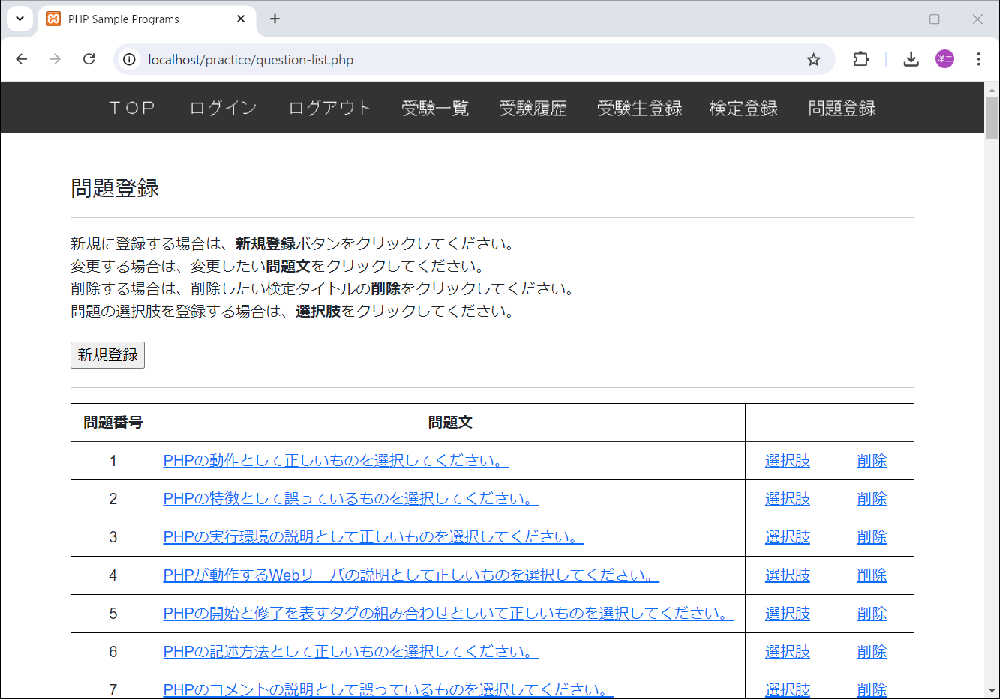 PHP Sample Programs
localhost/practice/question-list.php
洋二
ＴＯＰ ログイン ログアウト 受験一覧 受験履歴 受験生登録 検定登録 問題登録
問題登録
新規に登録する場合は、新規登録ボタンをクリックしてください。
変更する場合は、変更したい問題文をクリックしてください。
削除する場合は、削除したい検定タイトルの削除をクリックしてください。
問題の選択肢を登録する場合は、選択肢をクリックしてください。
新規登録
問題番号 問題文
1 PHPの動作として正しいものを選択してください。 選択肢 削除
2 PHPの特徴として誤っているものを選択してください。 選択肢 削除
3 PHPの実行環境の説明として正しいものを選択してください。 選択肢 削除
4 PHPが動作するWebサーバの説明として正しいものを選択してください。 選択肢 削除
5 PHPの開始と修了を表すタグの組み合わせとしいて正しいものを選択してください。 選択肢 削除
6 PHPの記述方法として正しいものを選択してください。 選択肢 削除
7 PHPのコメントの説明として誤っているものを選択してください。 選択肢 削除